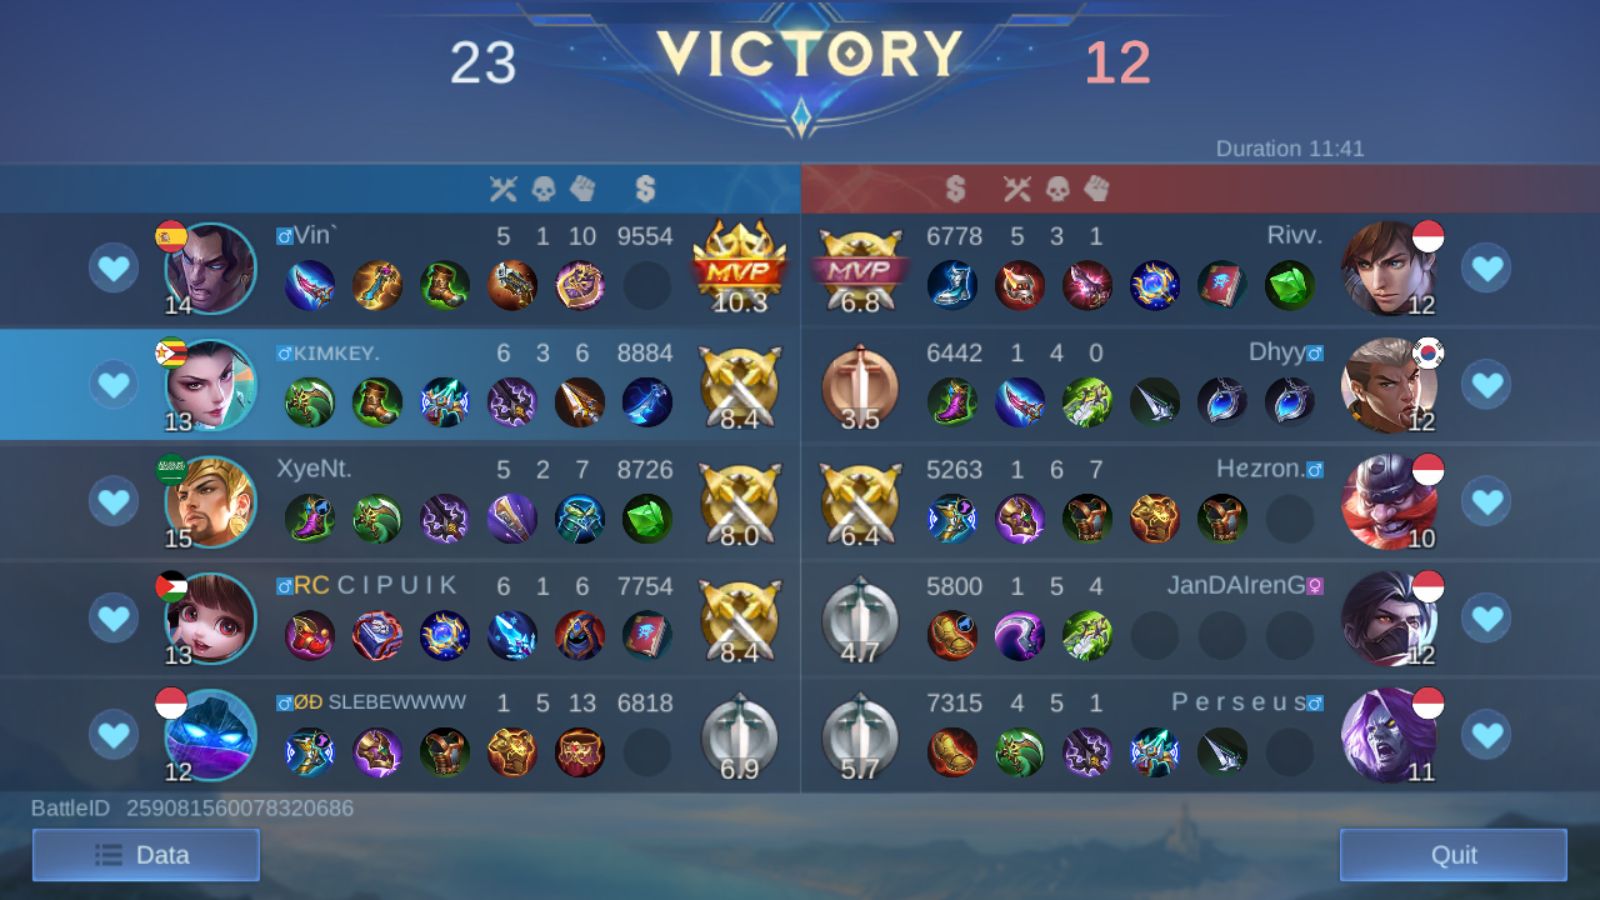 23 VICTORY 12
Duration 11:41
Vin` 5 1 10 9554 MVP 10.3 14
MVP 6.8 6778 5 3 1 Rivv. 12
KIMKEY. 6 3 6 8884 8.4 13
3.5 6442 1 4 0 Dhyy 12
XyeNt. 5 2 7 8726 8.0 15
6.4 5263 1 6 7 Hezron. 10
RC C I P U I K 6 1 6 7754 8.4 13
4.7 5800 1 5 4 JanDAIrenG 12
ØĐ SLEBEWWWW 1 5 13 6818 6.9 12
5.7 7315 4 5 1 P e r s e u s 11
BattleID 259081560078320686
Data Quit